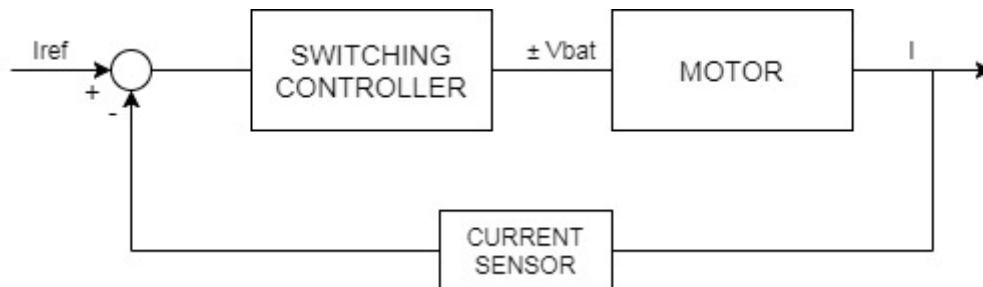 Iref
+
-
SWITCHING
CONTROLLER
± Vbat
MOTOR
I
CURRENT
SENSOR